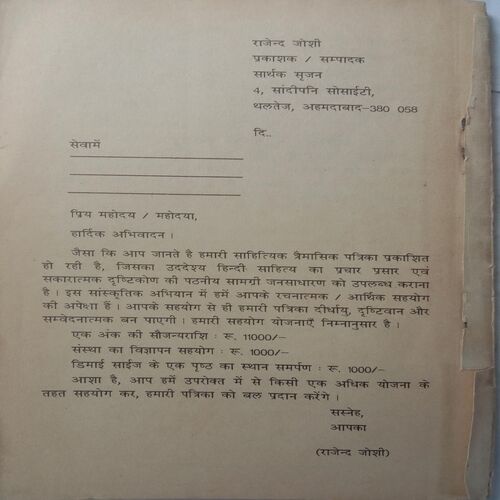 राजेन्द जोशी
प्रकाशक / सम्पादक
सार्थक सृजन
4, सांदीपनि सोसाईटी,
थलतेज, अहमदाबाद-380 058
दि..
सेवामें
प्रिय महोदय / महोदया,
हार्दिक अभिवादन ।
जैसा कि आप जानते है हमारी साहित्यिक त्रैमासिक पत्रिका प्रकाशित
हो रही है, जिसका उददेश्य हिन्दी साहित्य का प्रचार प्रसार एवं
सकारात्मक दृष्टिकोण की पठनीय सामग्री जनसाधारण को उपलब्ध कराना
है । इस सांस्कृतिक अभियान में हमें आपके रचनात्मक / आर्थिक सहयोग
की अपेक्षा हैं । आपके सहयोग से ही हमारी पत्रिका दीर्धायु, दृष्टिवान और
सम्वेदनात्मक बन पाएगी । हमारी सहयोग योजनाएँ निम्नानुसार है ।
एक अंक की सौजन्यराशि : रू. 11000/-
संस्था का विज्ञापन सहयोग : रू. 1000/-
डिमाई साईज के एक पृष्ठ का स्थान समर्पण : रू. 1000/-
आशा है, आप हमें उपरोक्त में से किसी एक अधिक योजना के
तहत सहयोग कर, हमारी पत्रिका को बल प्रदान करेंगे ।
सस्नेह,
आपका
(राजेन्द जोशी)